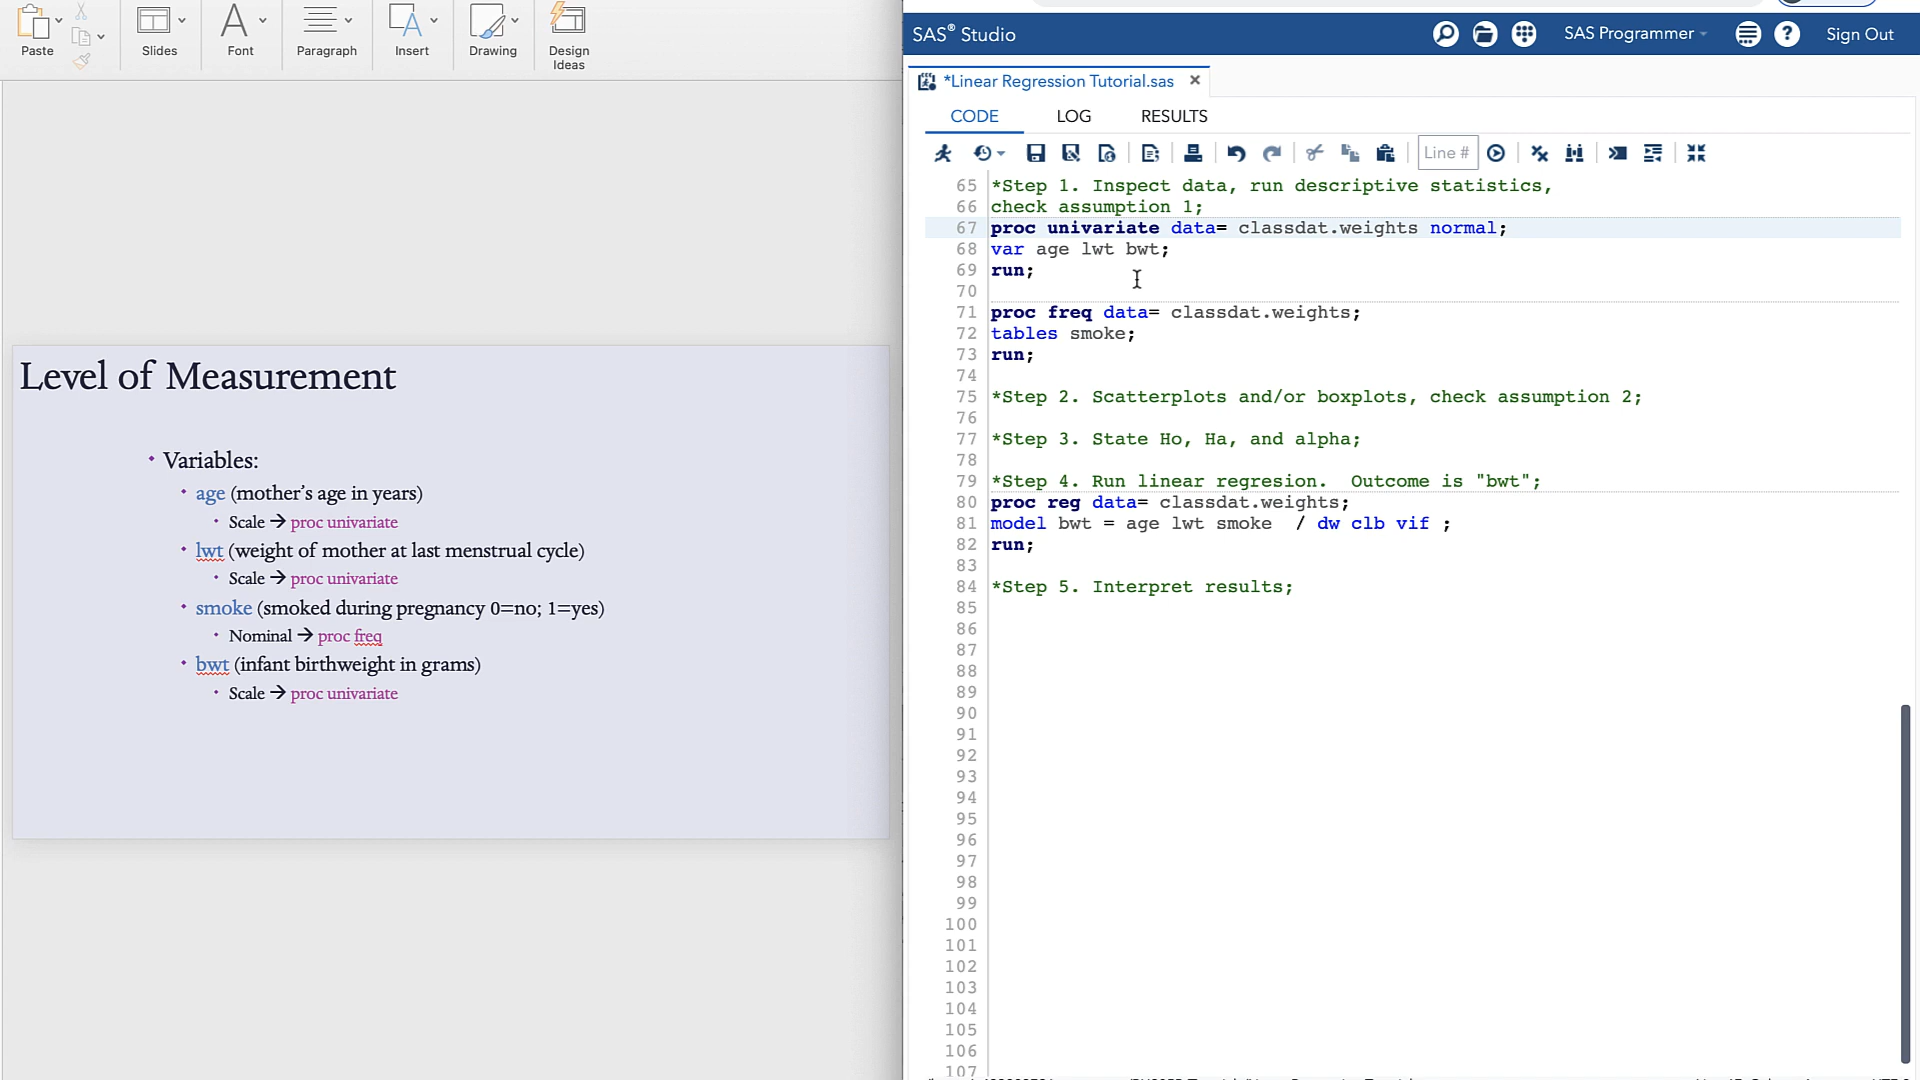 Paste
Slides
Font
Paragraph
Insert
Drawing
Design
Ideas
Level of Measurement
Variables:
age (mother's age in years)
Scale → proc univariate
lwt (weight of mother at last menstrual cycle)
Scale → proc univariate
smoke (smoked during pregnancy 0=no; 1=yes)
Nominal → proc freq
bwt (infant birthweight in grams)
Scale → proc univariate
SAS® Studio
SAS Programmer
Sign Out
*Linear Regression Tutorial.sas
CODE LOG RESULTS
Line #
65 *Step 1. Inspect data, run descriptive statistics,
66 check assumption 1;
67 proc univariate data= classdat.weights normal;
68 var age lwt bwt;
69 run;
70
71 proc freq data= classdat.weights;
72 tables smoke;
73 run;
74
75 *Step 2. Scatterplots and/or boxplots, check assumption 2;
76
77 *Step 3. State Ho, Ha, and alpha;
78
79 *Step 4. Run linear regresion.  Outcome is "bwt";
80 proc reg data= classdat.weights;
81 model bwt = age lwt smoke  / dw clb vif ;
82 run;
83
84 *Step 5. Interpret results;
85
86
87
88
89
90
91
92
93
94
95
96
97
98
99
100
101
102
103
104
105
106
107